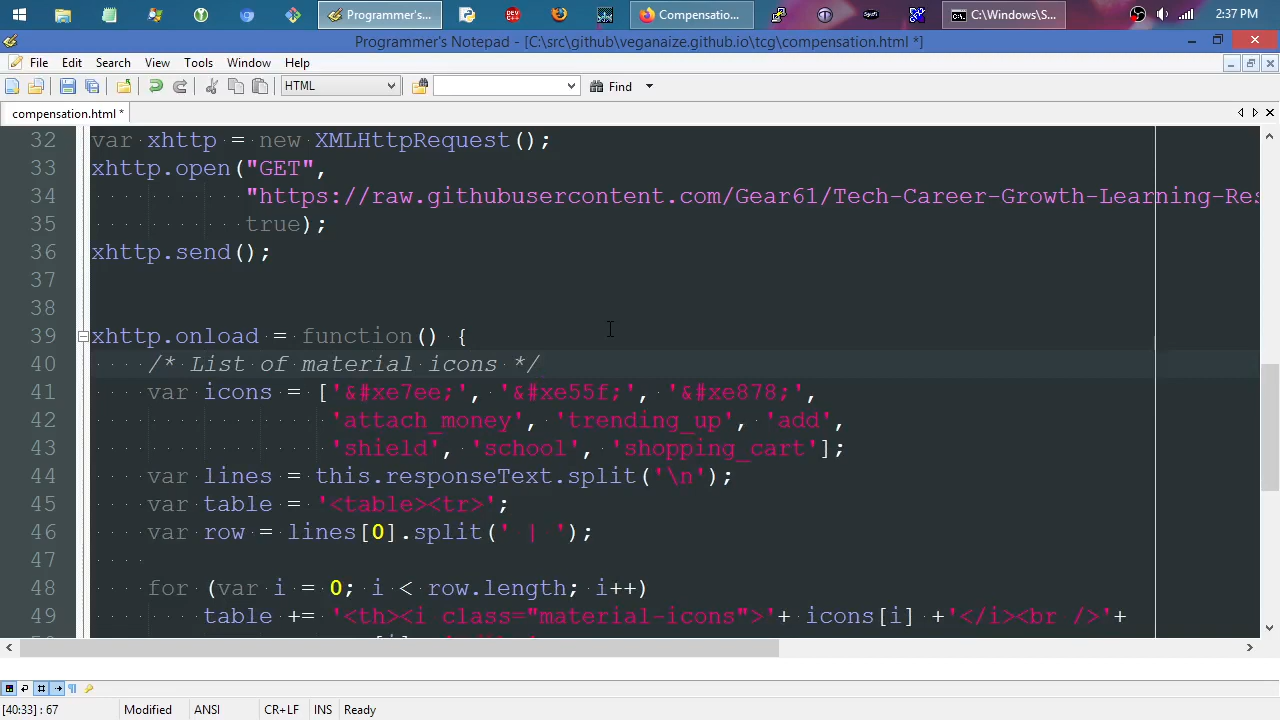 Programmer's...
Compensatio...
C:\Windows\S...
2:37 PM
Programmer's Notepad - [C:\src\github\veganaize.github.io\tcg\compensation.html *]
File Edit Search View Tools Window Help
HTML
Find
compensation.html *
32 var xhttp = new XMLHttpRequest();
33 xhttp.open("GET",
34 "https://raw.githubusercontent.com/Gear61/Tech-Career-Growth-Learning-Res
35 true);
36 xhttp.send();
37
38
39 xhttp.onload = function() {
40 /* List of material icons */
41 var icons = ['&#xe7ee;', '&#xe55f;', '&#xe878;',
42 'attach_money', 'trending_up', 'add',
43 'shield', 'school', 'shopping_cart'];
44 var lines = this.responseText.split('\n');
45 var table = '<table><tr>';
46 var row = lines[0].split(' | ');
47
48 for (var i = 0; i < row.length; i++)
49 table += '<th><i class="material-icons">'+ icons[i] +'</i><br />'+
[40:33] : 67 Modified ANSI CR+LF INS Ready